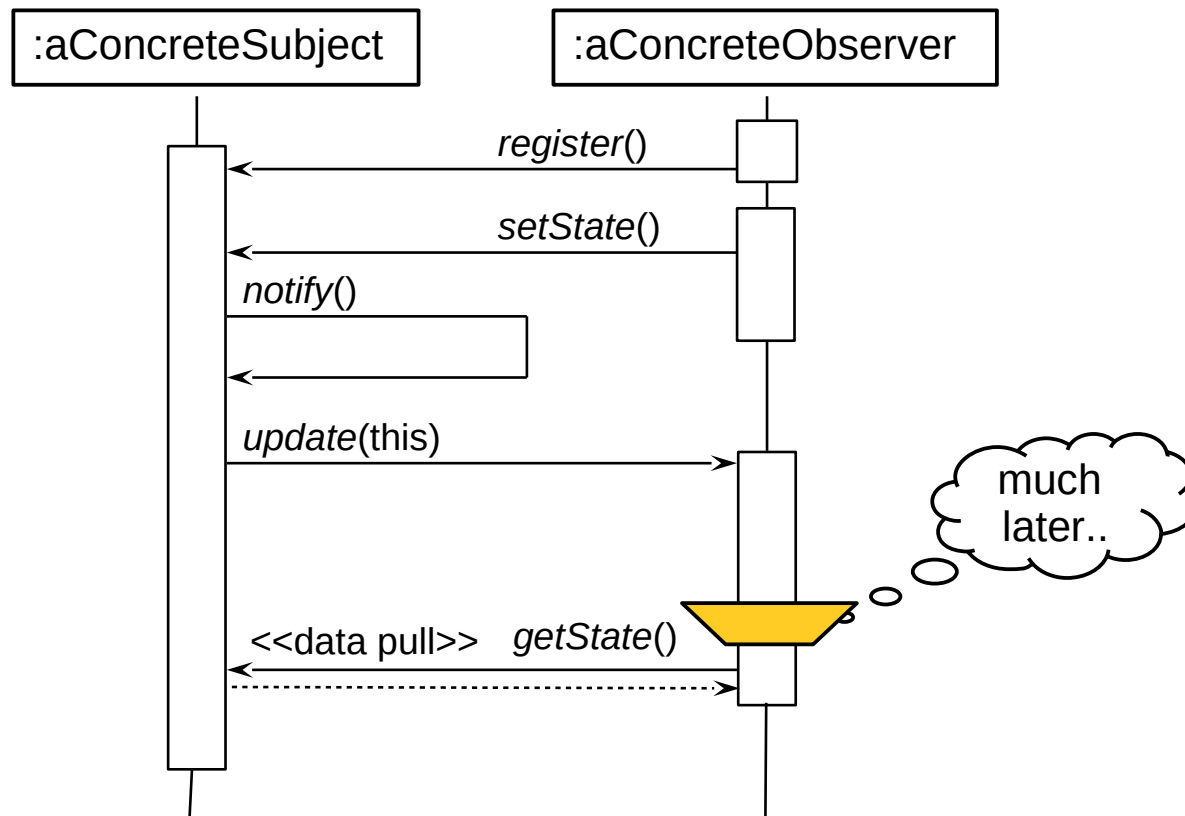 :aConcreteSubject
:aConcreteObserver
register()
setState()
notify()
update(this)
much
later..
<<data pull>> getState()